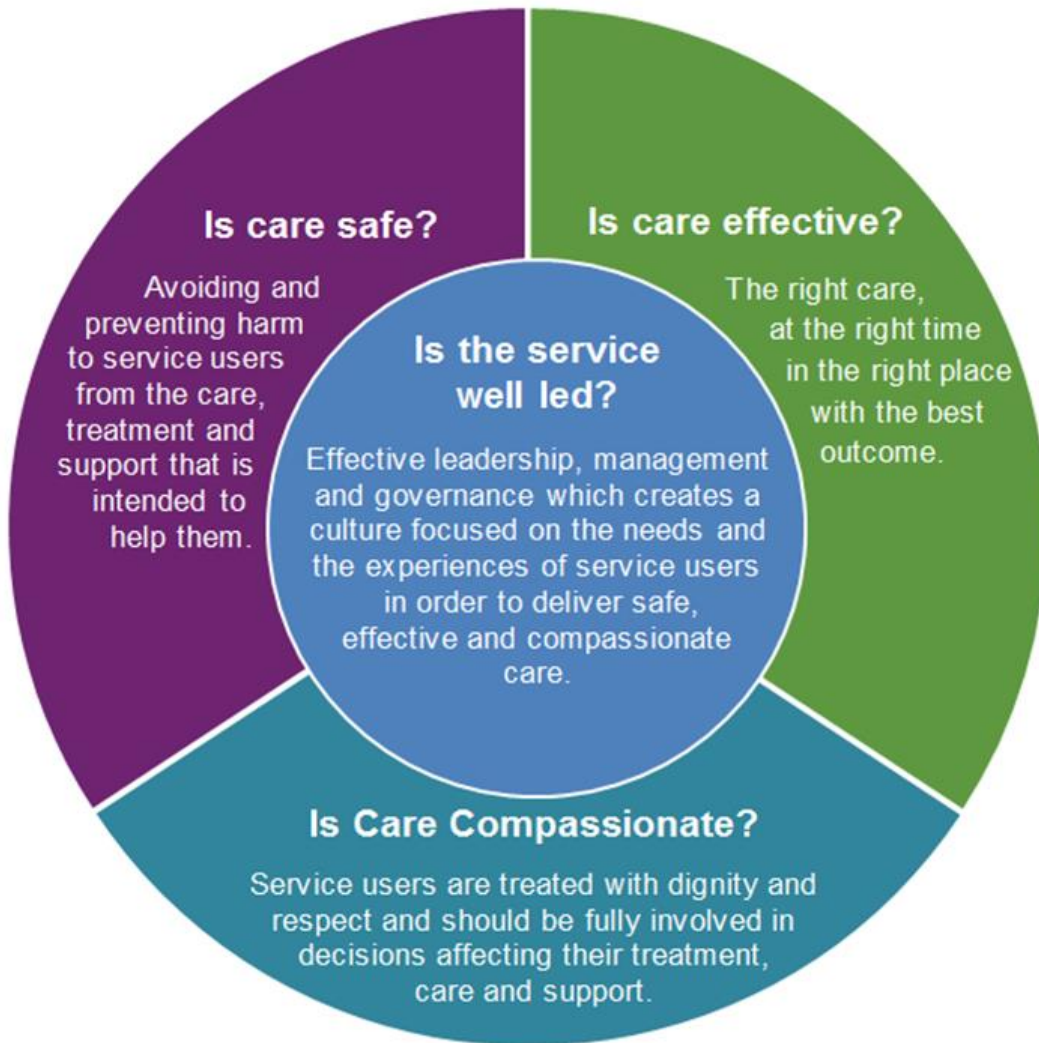 Is care safe?
Avoiding and
preventing harm
to service users
from the care,
treatment and
support that is
intended to
help them.
Is care effective?
The right care,
at the right time
in the right place
with the best
outcome.
Is the service
well led?
Effective leadership, management
and governance which creates a
culture focused on the needs and
the experiences of service users
in order to deliver safe,
effective and compassionate
care.
Is Care Compassionate?
Service users are treated with dignity and
respect and should be fully involved in
decisions affecting their treatment,
care and support.